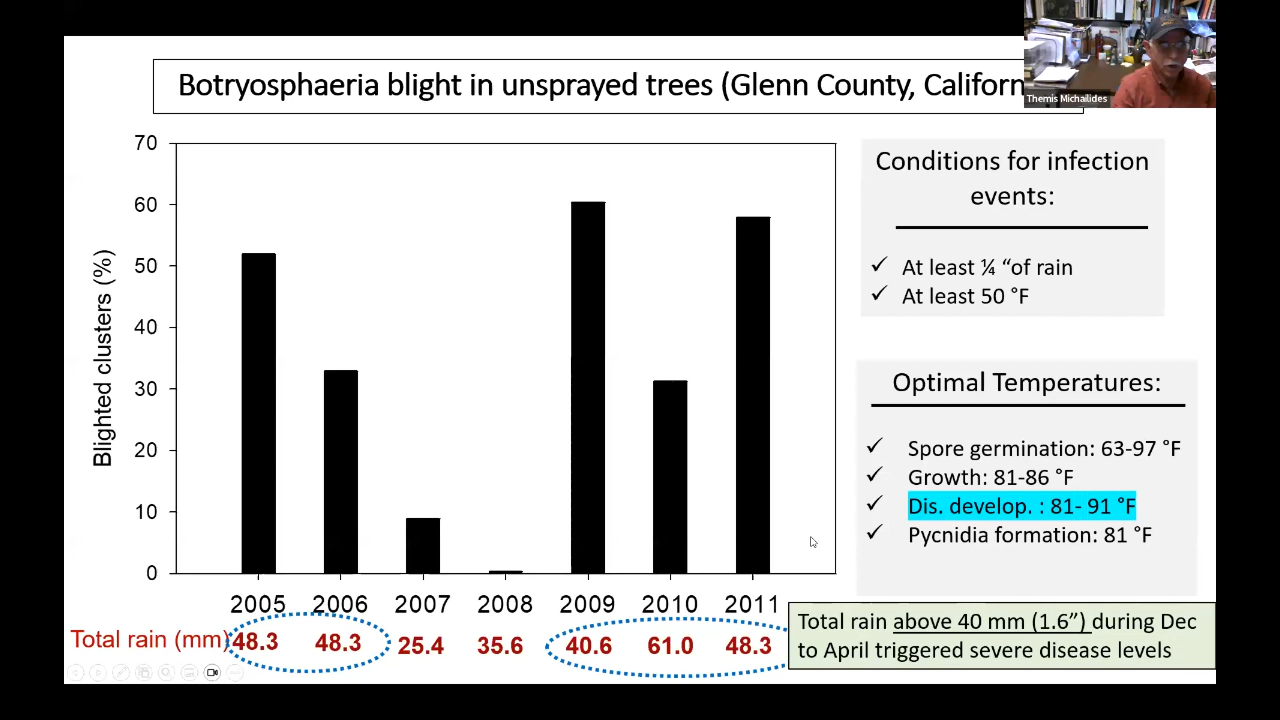 Botryosphaeria blight in unsprayed trees (Glenn County, Californ
Themis Michailides
70
60
50
40
30
20
10
0
Blighted clusters (%)
2005 2006 2007 2008 2009 2010 2011
Total rain (mm) 48.3 48.3 25.4 35.6 40.6 61.0 48.3
Conditions for infection
events:
✓ At least ¼ “of rain
✓ At least 50 °F
Optimal Temperatures:
✓ Spore germination: 63-97 °F
✓ Growth: 81-86 °F
✓ Dis. develop. : 81- 91 °F
✓ Pycnidia formation: 81 °F
Total rain above 40 mm (1.6”) during Dec
to April triggered severe disease levels